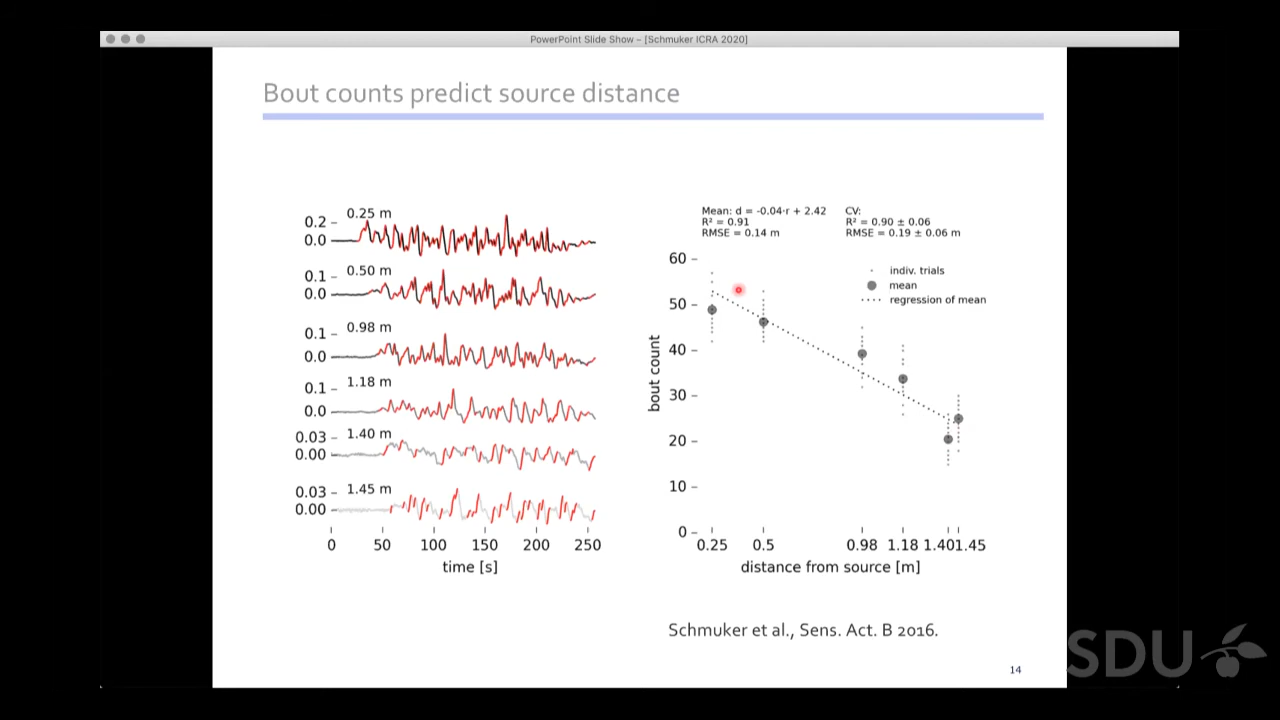 PowerPoint Slide Show – [Schmuker ICRA 2020]
Bout counts predict source distance
0.25 m
0.2
0.0
0.50 m
0.1
0.0
0.98 m
0.1
0.0
1.18 m
0.1
0.0
1.40 m
0.03
0.00
1.45 m
0.03
0.00
0 50 100 150 200 250
time [s]
Mean: d = -0.04·r + 2.42
R² = 0.91
RMSE = 0.14 m
CV:
R² = 0.90 ± 0.06
RMSE = 0.19 ± 0.06 m
indiv. trials
mean
regression of mean
bout count
60
50
40
30
20
10
0
0.25 0.5 0.98 1.18 1.40 1.45
distance from source [m]
Schmuker et al., Sens. Act. B 2016.
14
SDU